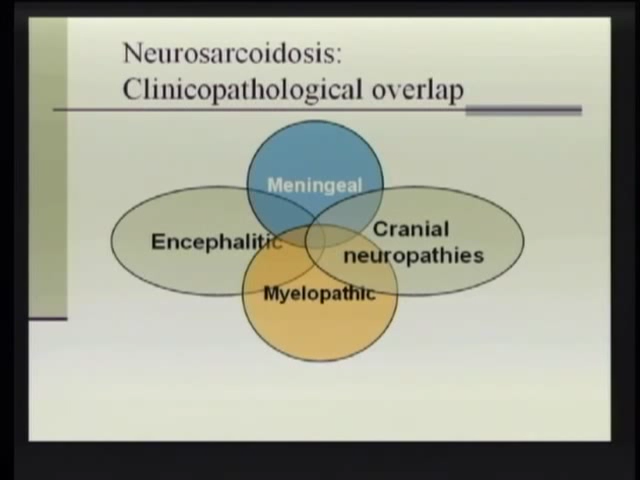 Neurosarcoidosis:
Clinicopathological overlap
Meningeal
Encephalitic
Cranial
neuropathies
Myelopathic